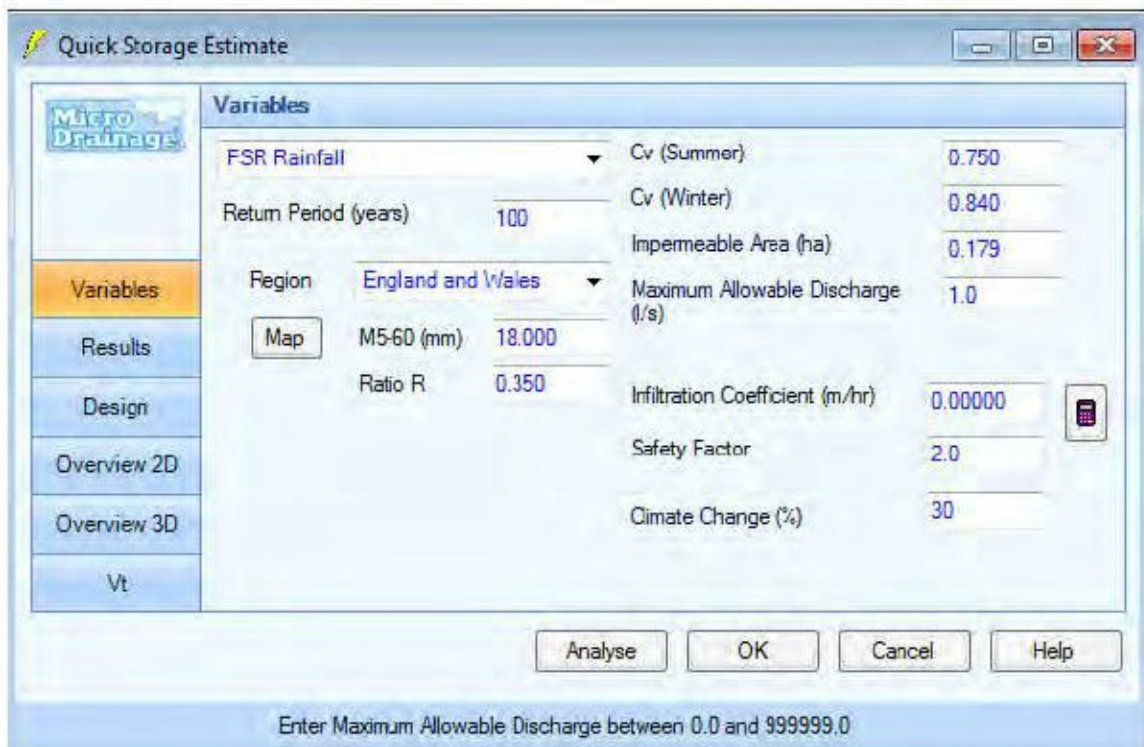 Quick Storage Estimate
Micro
Drainage
Variables
FSR Rainfall
Return Period (years) 100
Region England and Wales
Map M5-60 (mm) 18.000
Ratio R 0.350
Cv (Summer) 0.750
Cv (Winter) 0.840
Impermeable Area (ha) 0.179
Maximum Allowable Discharge 1.0
(l/s)
Infiltration Coefficient (m/hr) 0.00000
Safety Factor 2.0
Climate Change (%) 30
Variables
Results
Design
Overview 2D
Overview 3D
Vt
Analyse OK Cancel Help
Enter Maximum Allowable Discharge between 0.0 and 999999.0